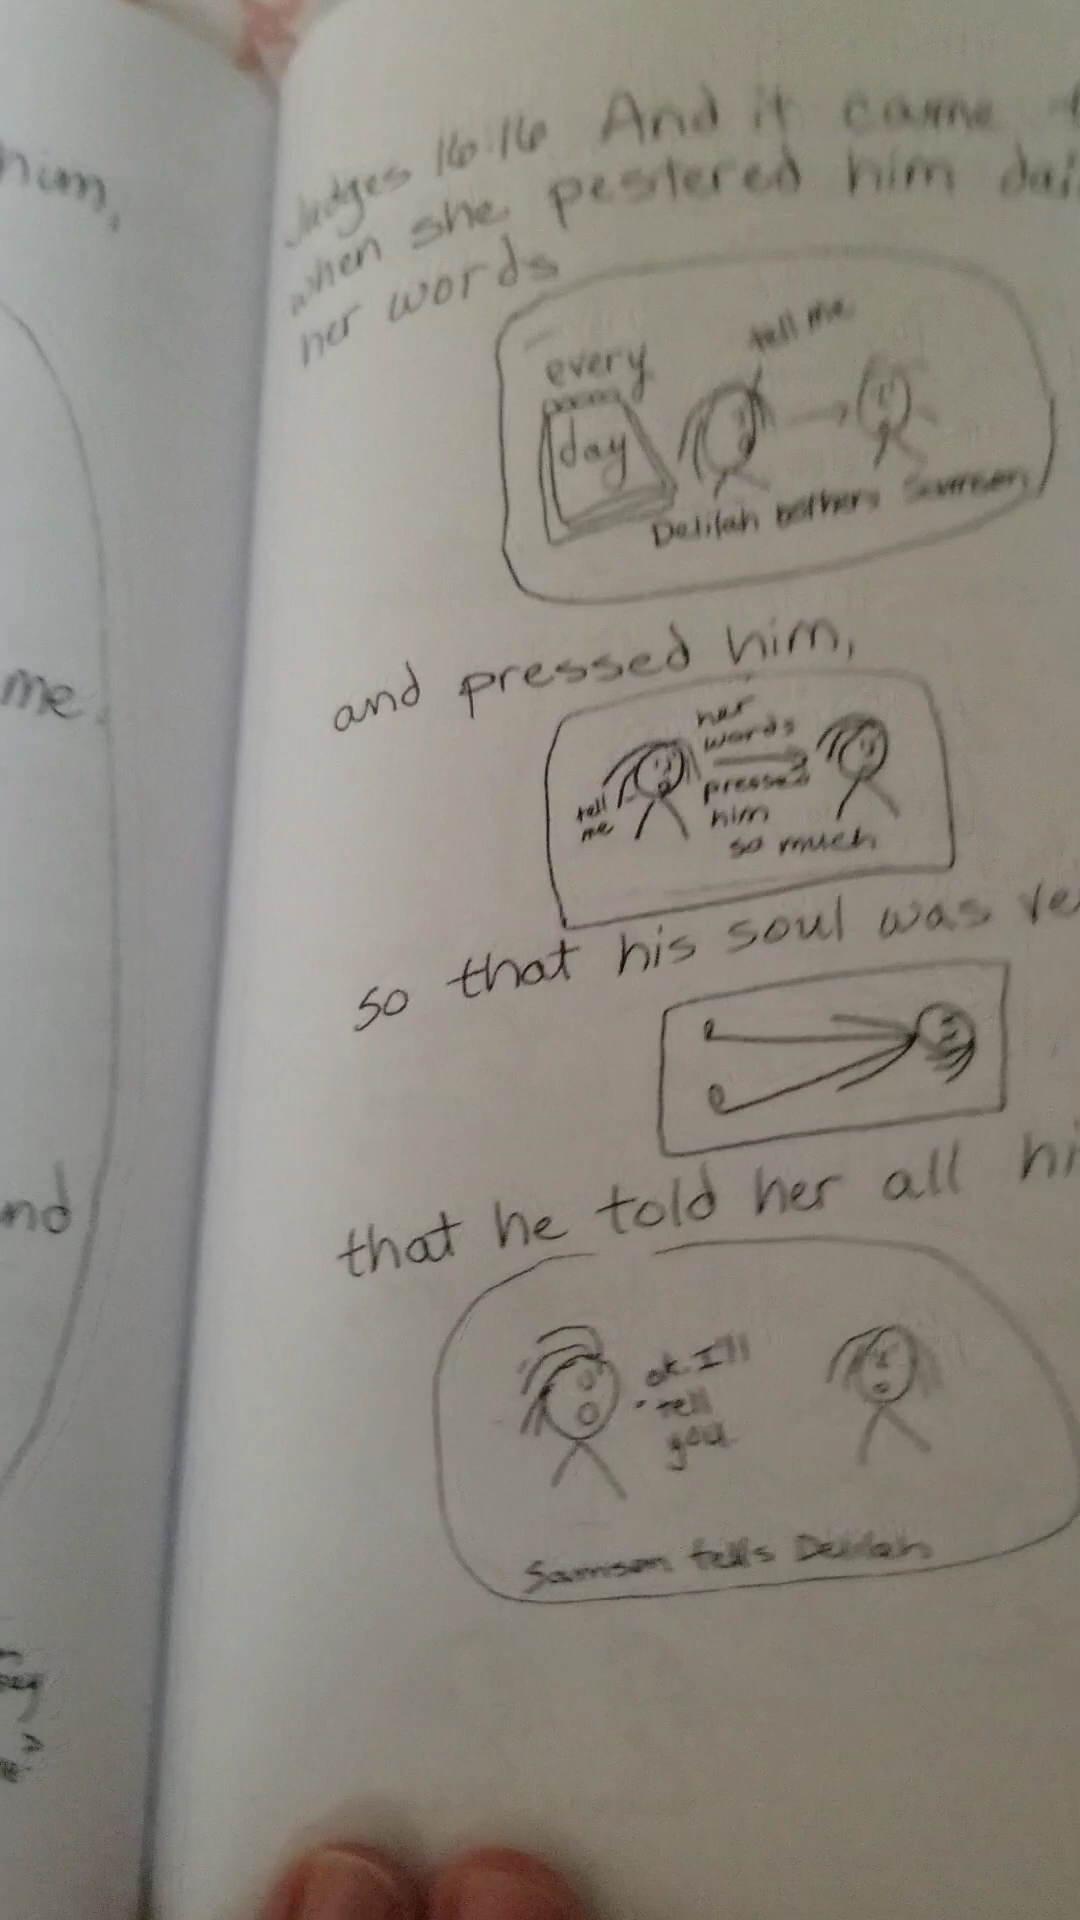 him,
me.
nd
Judges 16:16 And it came
when she pestered him dai
her words
every
day
tell me
Delilah bothers Samson
and pressed him,
tell
me
her
words
pressed
him
so much
so that his soul was ve
that he told her all hi
ok I'll
tell
you.
Samson tells Delilah